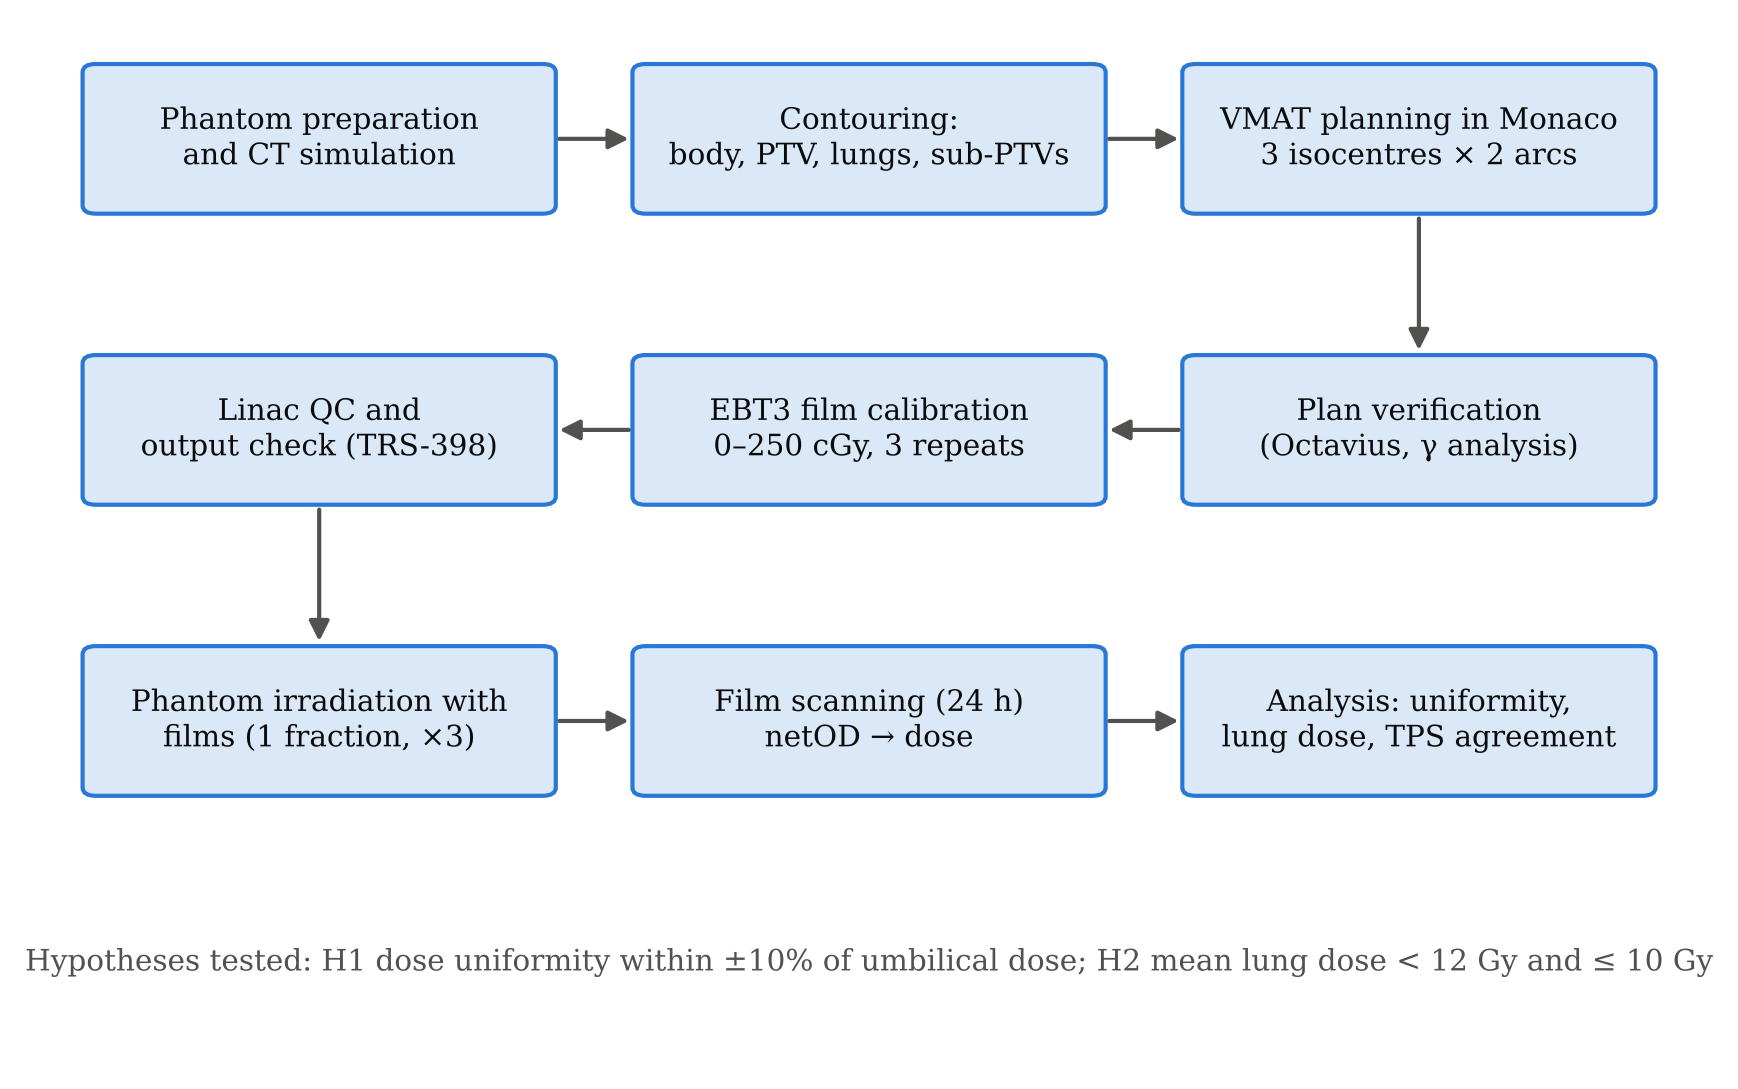 Phantom preparation
and CT simulation
Contouring:
body, PTV, lungs, sub-PTVs
VMAT planning in Monaco
3 isocentres × 2 arcs
Linac QC and
output check (TRS-398)
EBT3 film calibration
0–250 cGy, 3 repeats
Plan verification
(Octavius, γ analysis)
Phantom irradiation with
films (1 fraction, ×3)
Film scanning (24 h)
netOD → dose
Analysis: uniformity,
lung dose, TPS agreement
Hypotheses tested: H1 dose uniformity within ±10% of umbilical dose; H2 mean lung dose < 12 Gy and ≤ 10 Gy